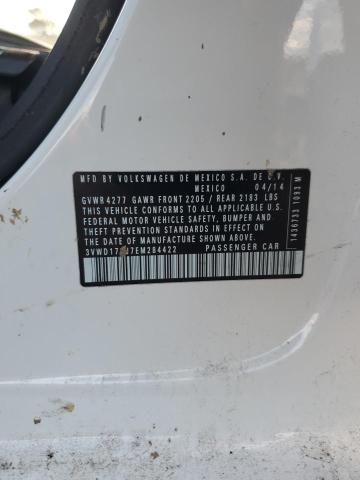 MFD BY VOLKSWAGEN DE MEXICO S.A. DE C.V.
MEXICO 04/14
GVWR 4277 GAWR FRONT 2205 / REAR 2183 LBS
THIS VEHICLE CONFORMS TO ALL APPLICABLE U.S.
FEDERAL MOTOR VEHICLE SAFETY, BUMPER AND
THEFT PREVENTION STANDARDS IN EFFECT ON THE
DATE OF MANUFACTURE SHOWN ABOVE.
PASSENGER CAR
1436733 1093 M